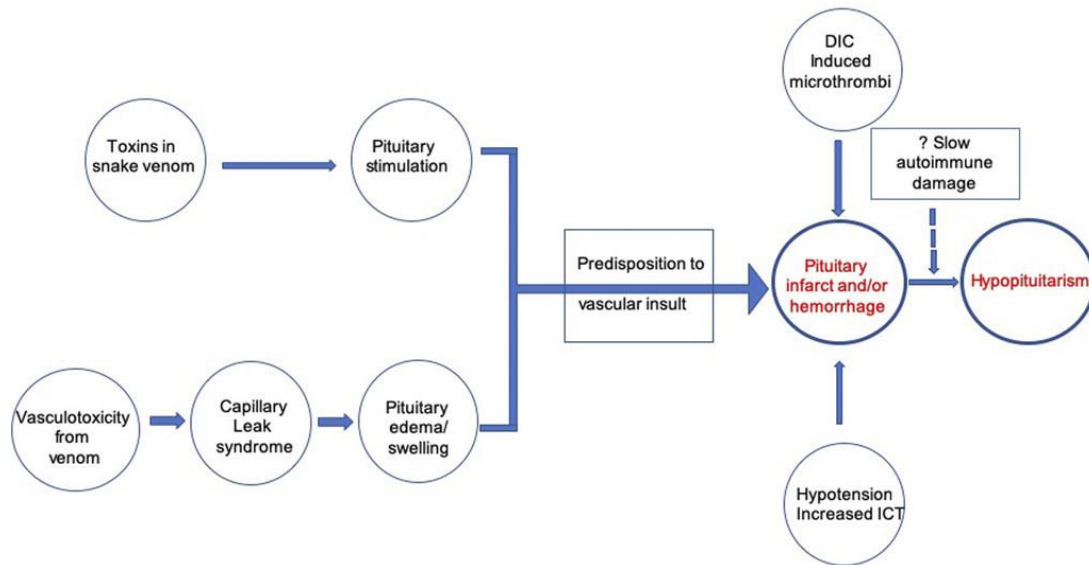 DIC
Induced
microthrombi
? Slow
autoimmune
damage
Toxins in
snake venom
Pituitary
stimulation
Predisposition to
vascular insult
Pituitary
infarct and/or
hemorrhage
Hypopituitarism
Vasculotoxicity
from
venom
Capillary
Leak
syndrome
Pituitary
edema/
swelling
Hypotension
Increased ICT